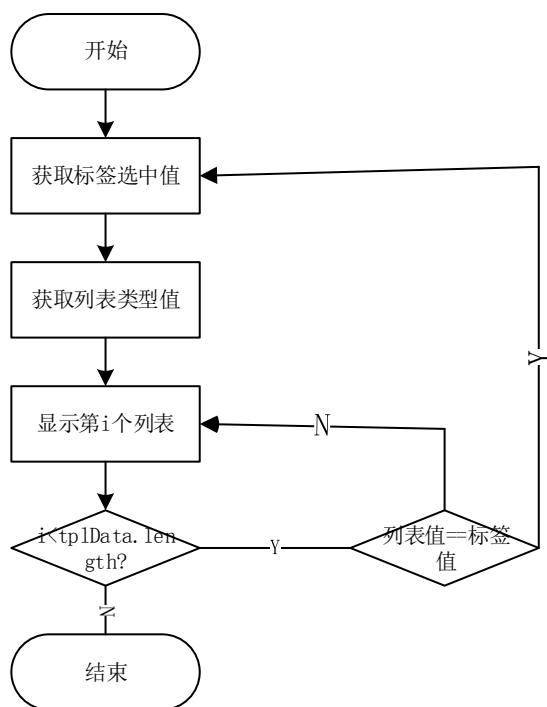 开始
获取标签选中值
获取列表类型值
显示第i个列表
N
Y
i<tplData.len
gth?
Y
列表值==标签
值
N
结束